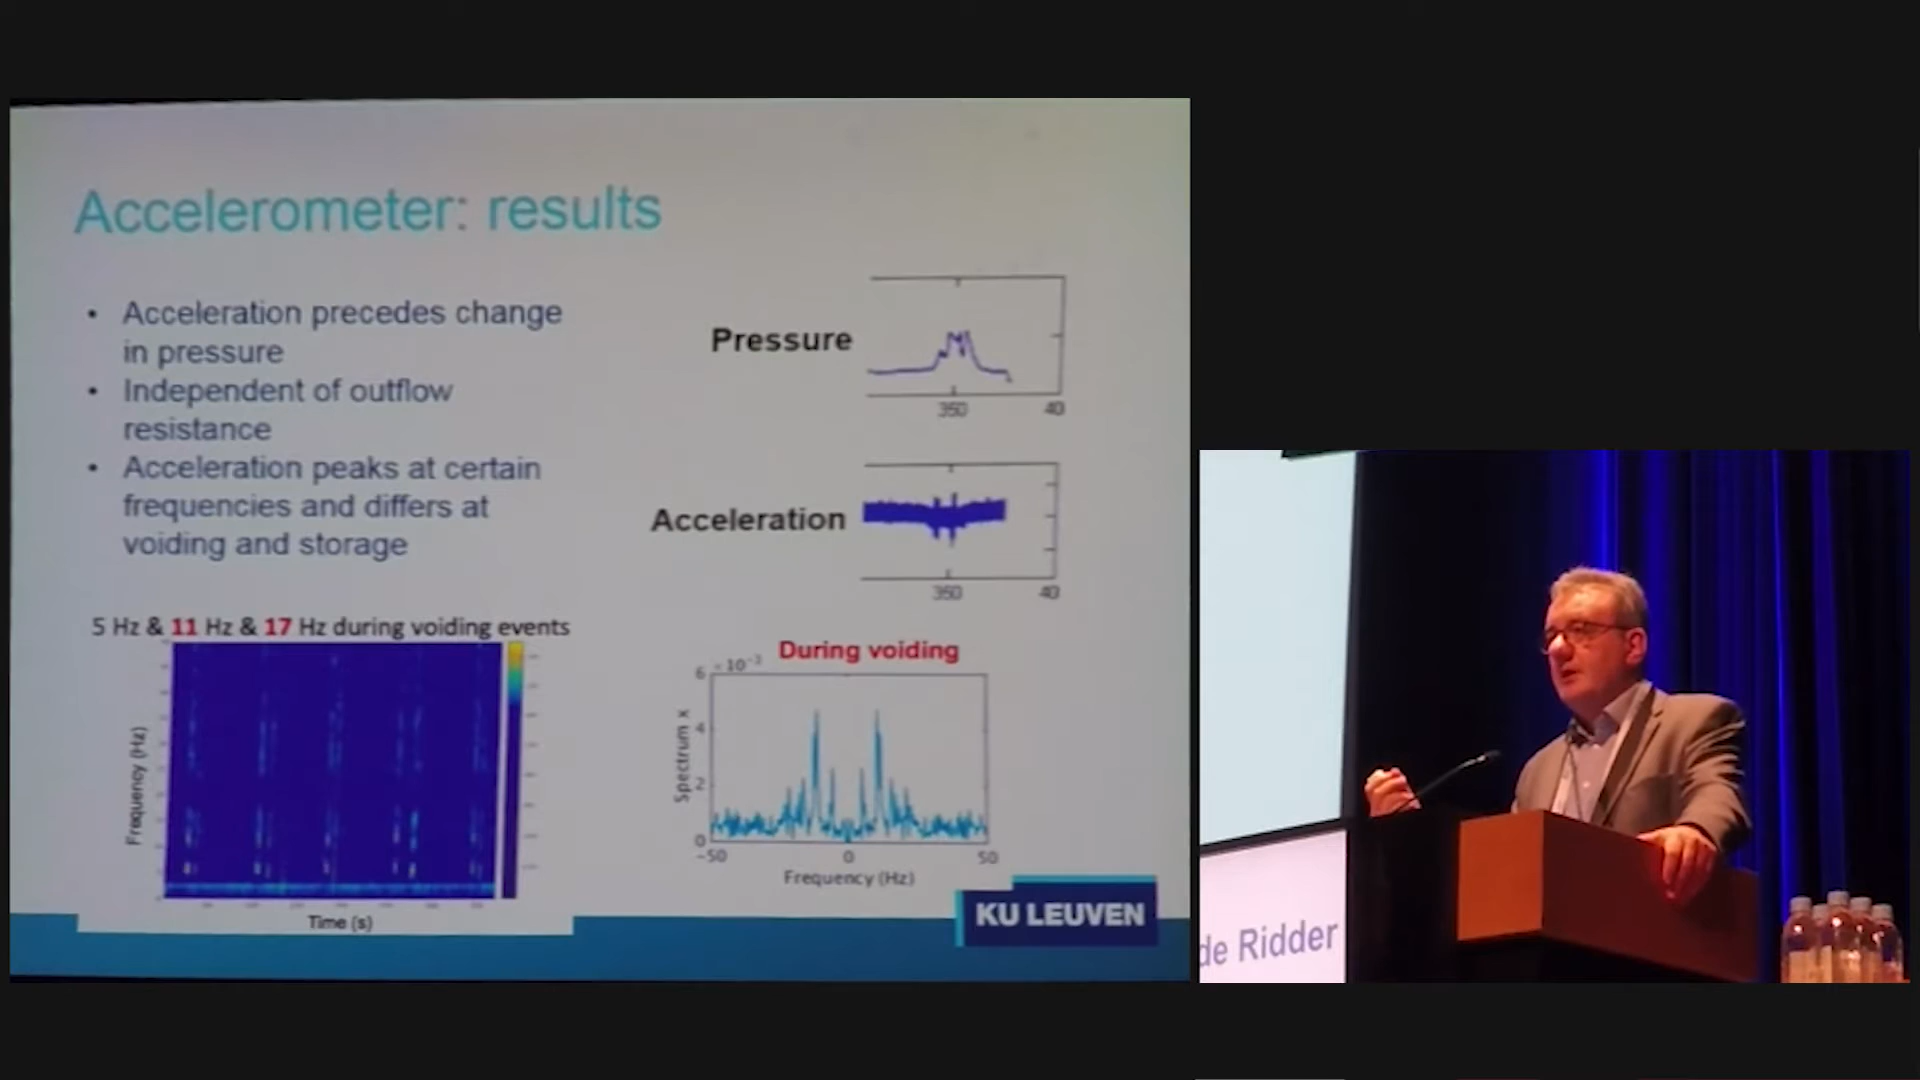 Accelerometer: results
• Acceleration precedes change
in pressure
• Independent of outflow
resistance
• Acceleration peaks at certain
frequencies and differs at
voiding and storage
Pressure
350 40
Acceleration
350 40
5 Hz & 11 Hz & 17 Hz during voiding events
Frequency (Hz)
Time (s)
During voiding
6
4
2
0
Spectrum x
-50 0 50
Frequency (Hz)
KU LEUVEN
de Ridder